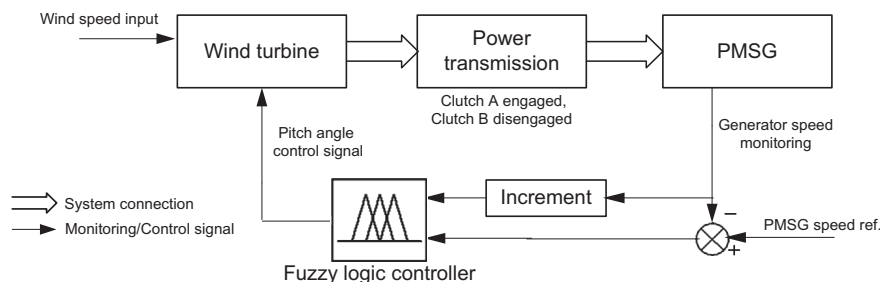 Wind speed input
Wind turbine
Power
transmission
PMSG
Clutch A engaged,
Clutch B disengaged
Pitch angle
control signal
Generator speed
monitoring
Increment
System connection
Monitoring/Control signal
−
+
PMSG speed ref.
Fuzzy logic controller